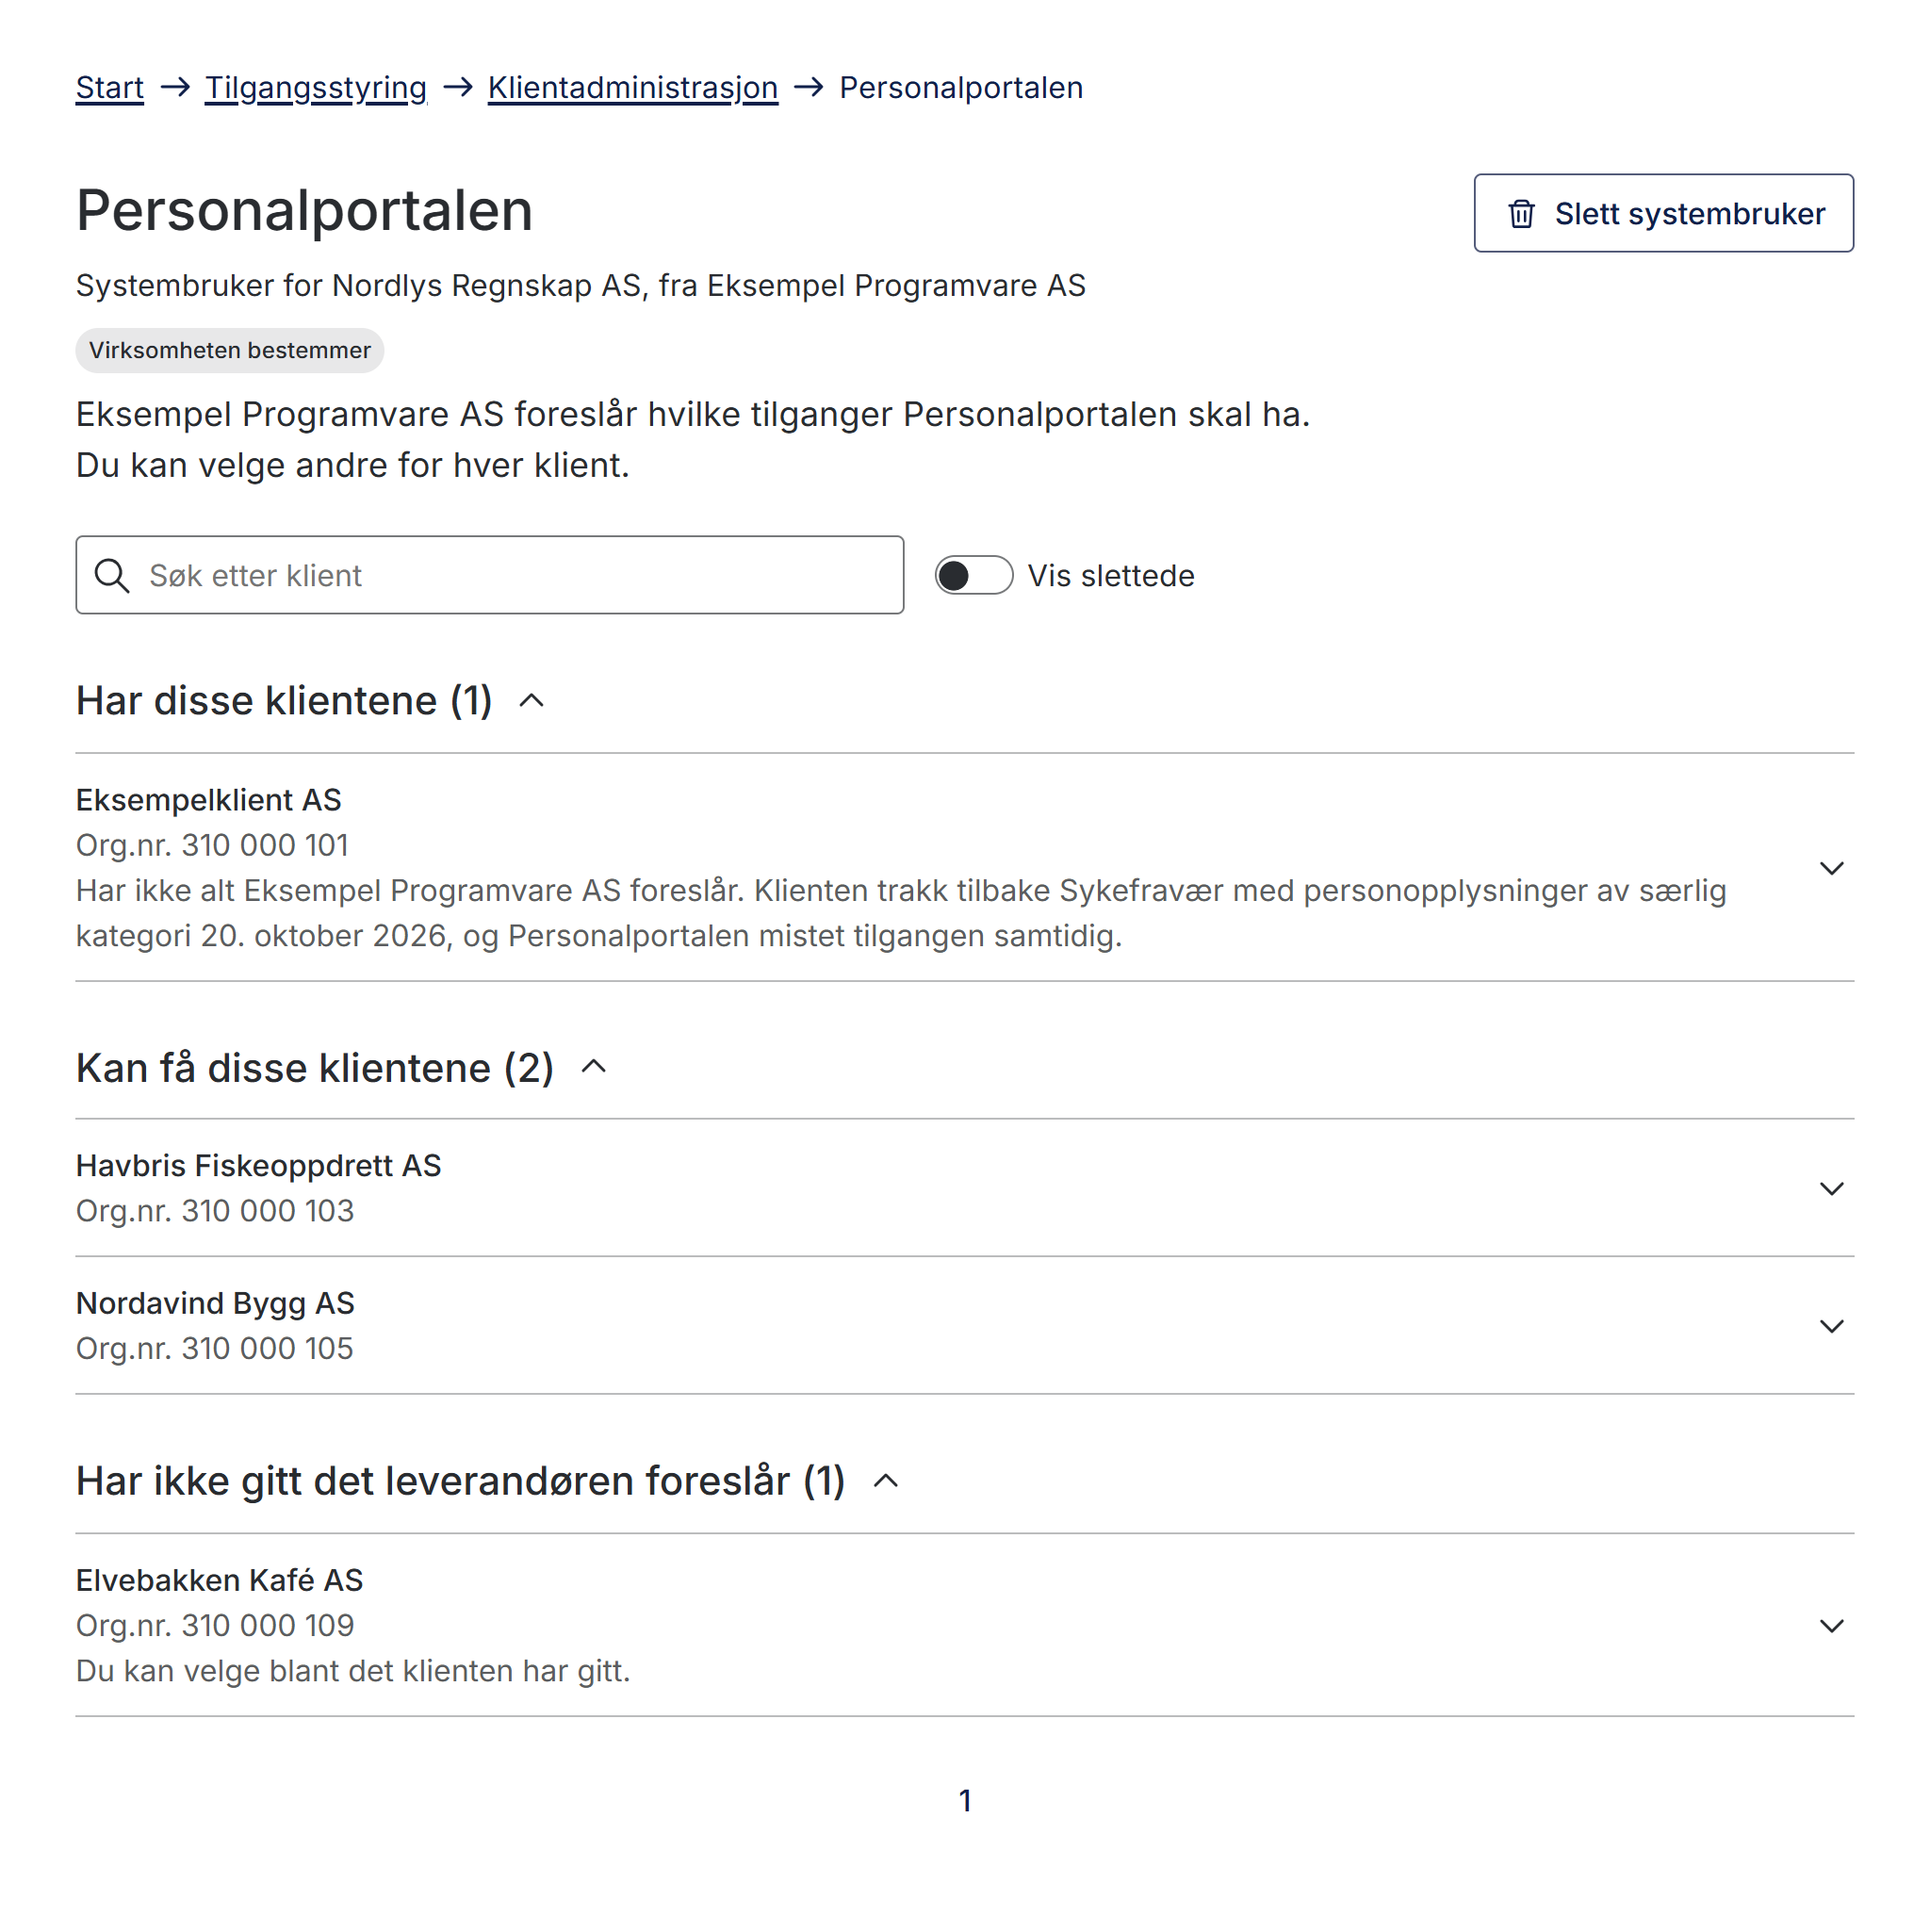 Start → Tilgangsstyring → Klientadministrasjon → Personalportalen
Personalportalen
Slett systembruker
Systembruker for Nordlys Regnskap AS, fra Eksempel Programvare AS
Virksomheten bestemmer
Eksempel Programvare AS foreslår hvilke tilganger Personalportalen skal ha.
Du kan velge andre for hver klient.
Søk etter klient
Vis slettede
Har disse klientene (1)
Eksempelklient AS
Org.nr. 310 000 101
Har ikke alt Eksempel Programvare AS foreslår. Klienten trakk tilbake Sykefravær med personopplysninger av særlig
kategori 20. oktober 2026, og Personalportalen mistet tilgangen samtidig.
Kan få disse klientene (2)
Havbris Fiskeoppdrett AS
Org.nr. 310 000 103
Nordavind Bygg AS
Org.nr. 310 000 105
Har ikke gitt det leverandøren foreslår (1)
Elvebakken Kafé AS
Org.nr. 310 000 109
Du kan velge blant det klienten har gitt.
1